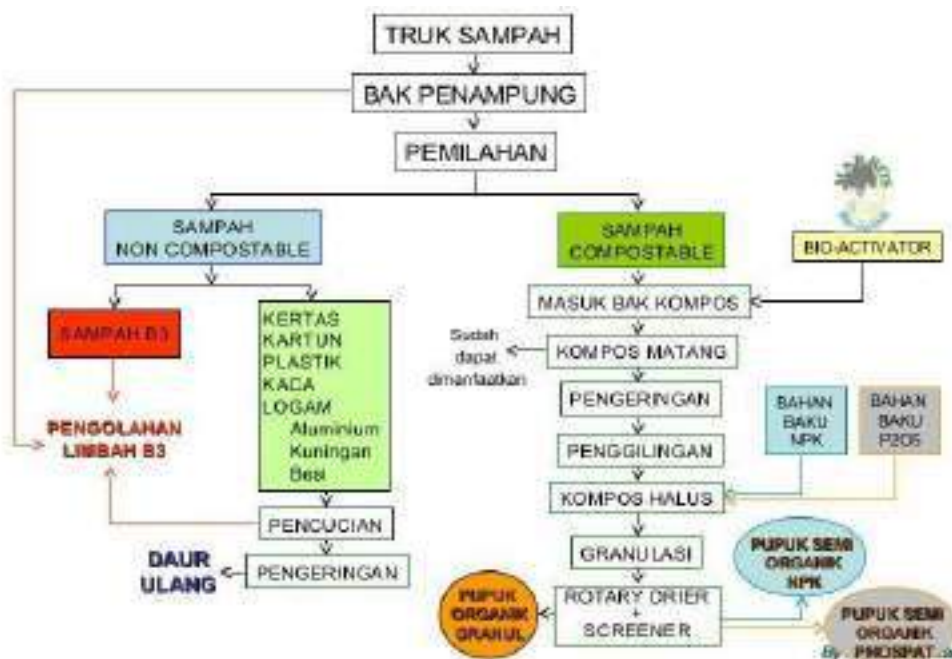 TRUK SAMPAH
BAK PENAMPUNG
PEMILAHAN
SAMPAH
NON COMPOSTABLE
SAMPAH
COMPOSTABLE
BIO-ACTIVATOR
SAMPAH B3
KERTAS
KARTUN
PLASTIK
KACA
LOGAM
Aluminium
Kuningan
Besi
PENGOLAHAN
LIMBAH B3
PENCUCIAN
DAUR
ULANG
PENGERINGAN
MASUK BAK KOMPOS
Sudah
dapat
dimanfaatkan
KOMPOS MATANG
PENGERINGAN
PENGGILINGAN
BAHAN
BAKU
NPK
BAHAN
BAKU
P2O5
KOMPOS HALUS
GRANULASI
ROTARY DRIER
+
SCREENER
PUPUK
ORGANIK
GRANUL
PUPUK SEMI
ORGANIK
NPK
PUPUK SEMI
ORGANIK
PHOSPAT
By